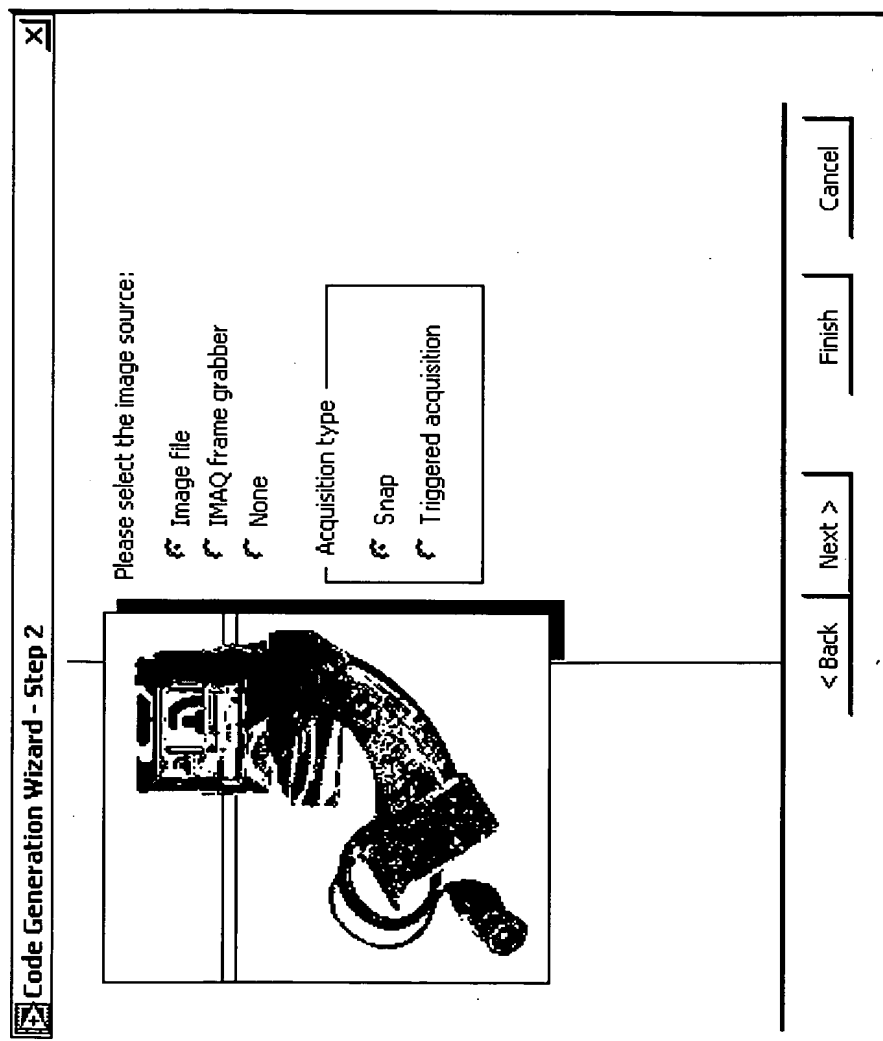 Code Generation Wizard - Step 2
Please select the image source:
Image file
IMAQ frame grabber
None
Acquisition type
Snap
Triggered acquisition
< Back Next > Finish Cancel